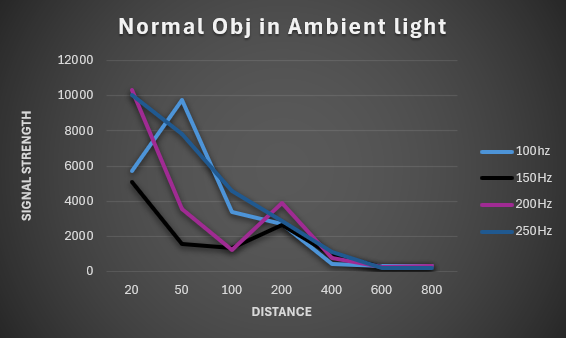 Normal Obj in Ambient light
SIGNAL STRENGTH
12000
10000
8000
6000
4000
2000
0
20 50 100 200 400 600 800
DISTANCE
100hz
150Hz
200Hz
250Hz